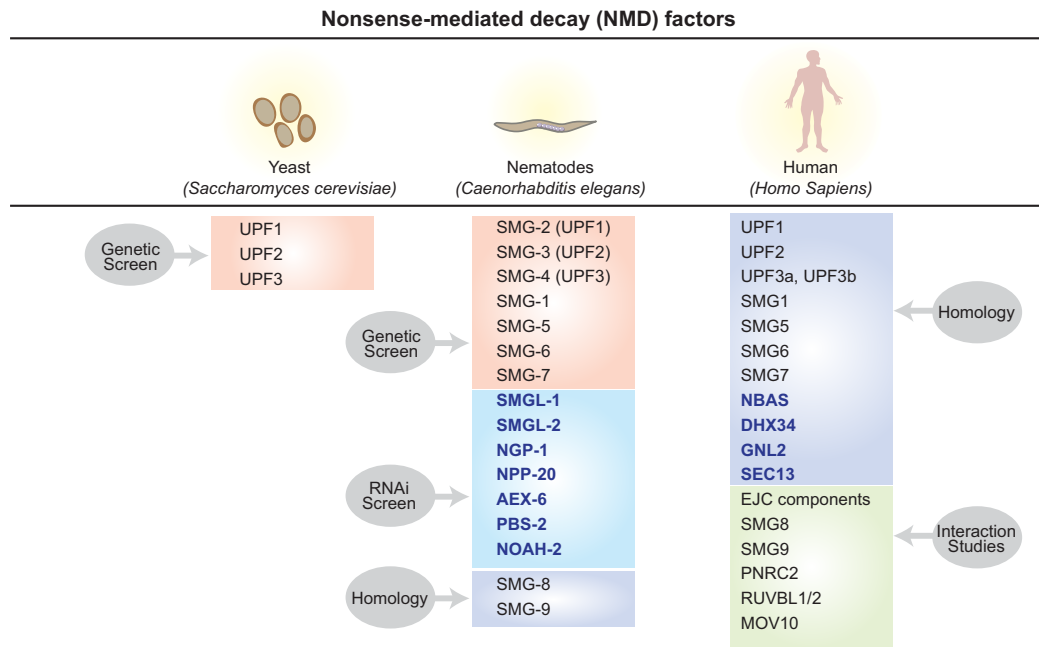 Nonsense-mediated decay (NMD) factors
Yeast
(Saccharomyces cerevisiae)
Nematodes
(Caenorhabditis elegans)
Human
(Homo Sapiens)
Genetic
Screen
UPF1
UPF2
UPF3
Genetic
Screen
SMG-2 (UPF1)
SMG-3 (UPF2)
SMG-4 (UPF3)
SMG-1
SMG-5
SMG-6
SMG-7
RNAi
Screen
SMGL-1
SMGL-2
NGP-1
NPP-20
AEX-6
PBS-2
NOAH-2
Homology
SMG-8
SMG-9
UPF1
UPF2
UPF3a, UPF3b
SMG1
SMG5
SMG6
SMG7
NBAS
DHX34
GNL2
SEC13
Homology
EJC components
SMG8
SMG9
PNRC2
RUVBL1/2
MOV10
Interaction
Studies